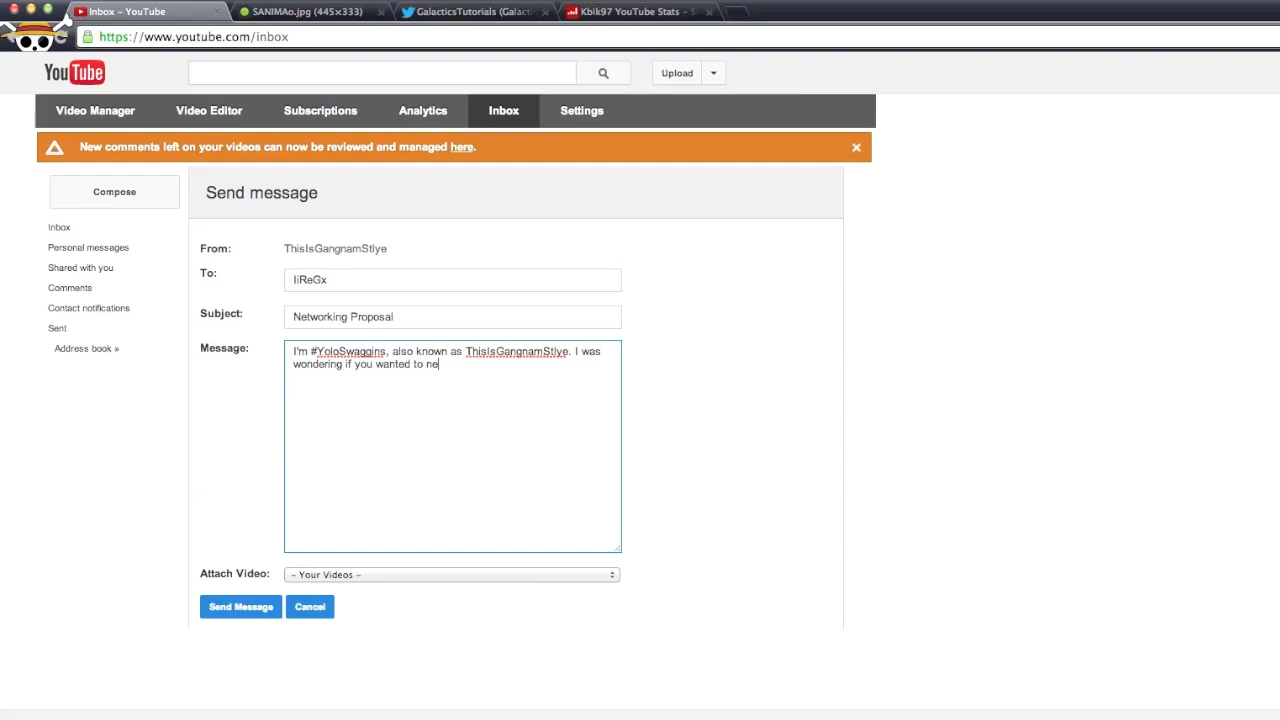 Inbox – YouTube
SANIMAo.jpg (445×333)
GalacticsTutorials (Galacti
Kbik97 YouTube Stats – S
https://www.youtube.com/inbox
YouTube
Upload
Video Manager Video Editor Subscriptions Analytics Inbox Settings
New comments left on your videos can now be reviewed and managed here.
Compose
Inbox
Personal messages
Shared with you
Comments
Contact notifications
Sent
Address book »
Send message
From: ThisIsGangnamStlye
To: IiReGx
Subject: Networking Proposal
Message: I'm #YoloSwaggins, also known as ThisIsGangnamStlye. I was
wondering if you wanted to ne
Attach Video: – Your Videos –
Send Message Cancel